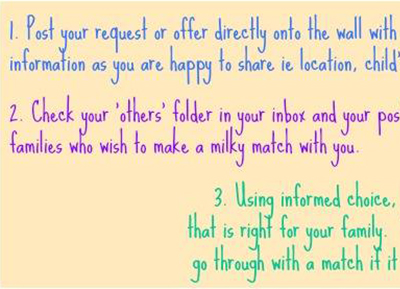 1. Post your request or offer directly onto the wall with
information as you are happy to share ie location, child'
2. Check your 'others' folder in your inbox and your pos
families who wish to make a milky match with you.
3. Using informed choice,
that is right for your family.
go through with a match if it